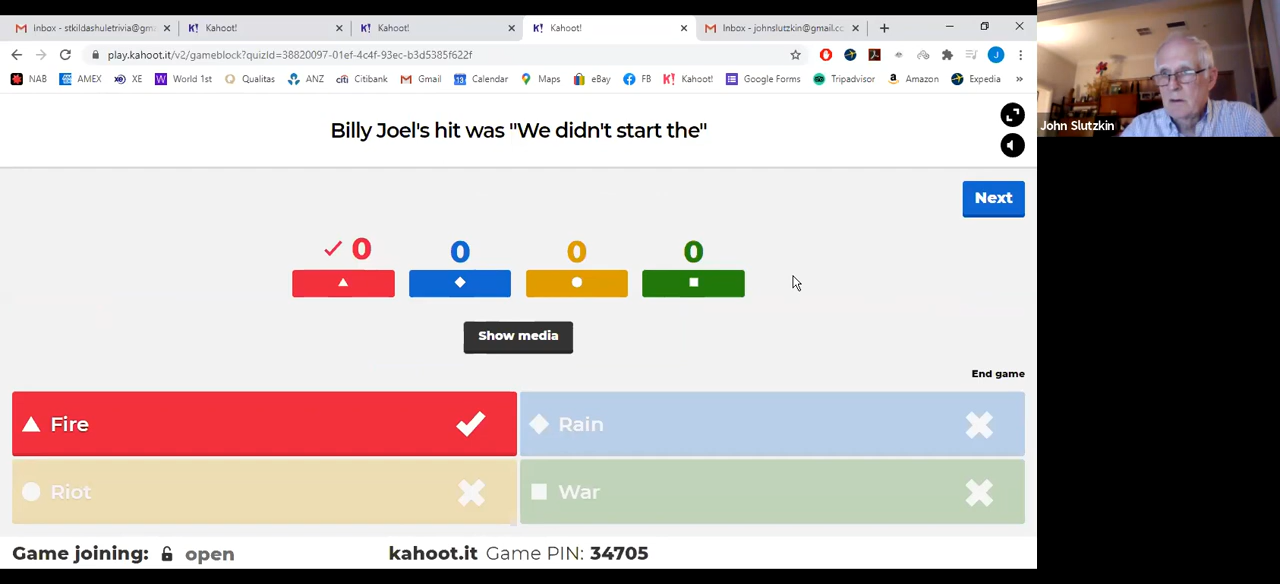 Inbox - stkildashuletrivia@gm
Kahoot!
Kahoot!
Kahoot!
Inbox - johnslutzkin@gmail.co
play.kahoot.it/v2/gameblock?quizId=38820097-01ef-4c4f-93ec-b3d5385f622f
J
NAB
AMEX
XE
World 1st
Qualitas
ANZ
Citibank
Gmail
Calendar
Maps
eBay
FB
Kahoot!
Google Forms
Tripadvisor
Amazon
Expedia
»
John Slutzkin
Billy Joel's hit was "We didn't start the"
Next
0
0
0
0
Show media
End game
Fire
Rain
Riot
War
Game joining: open
kahoot.it Game PIN: 34705